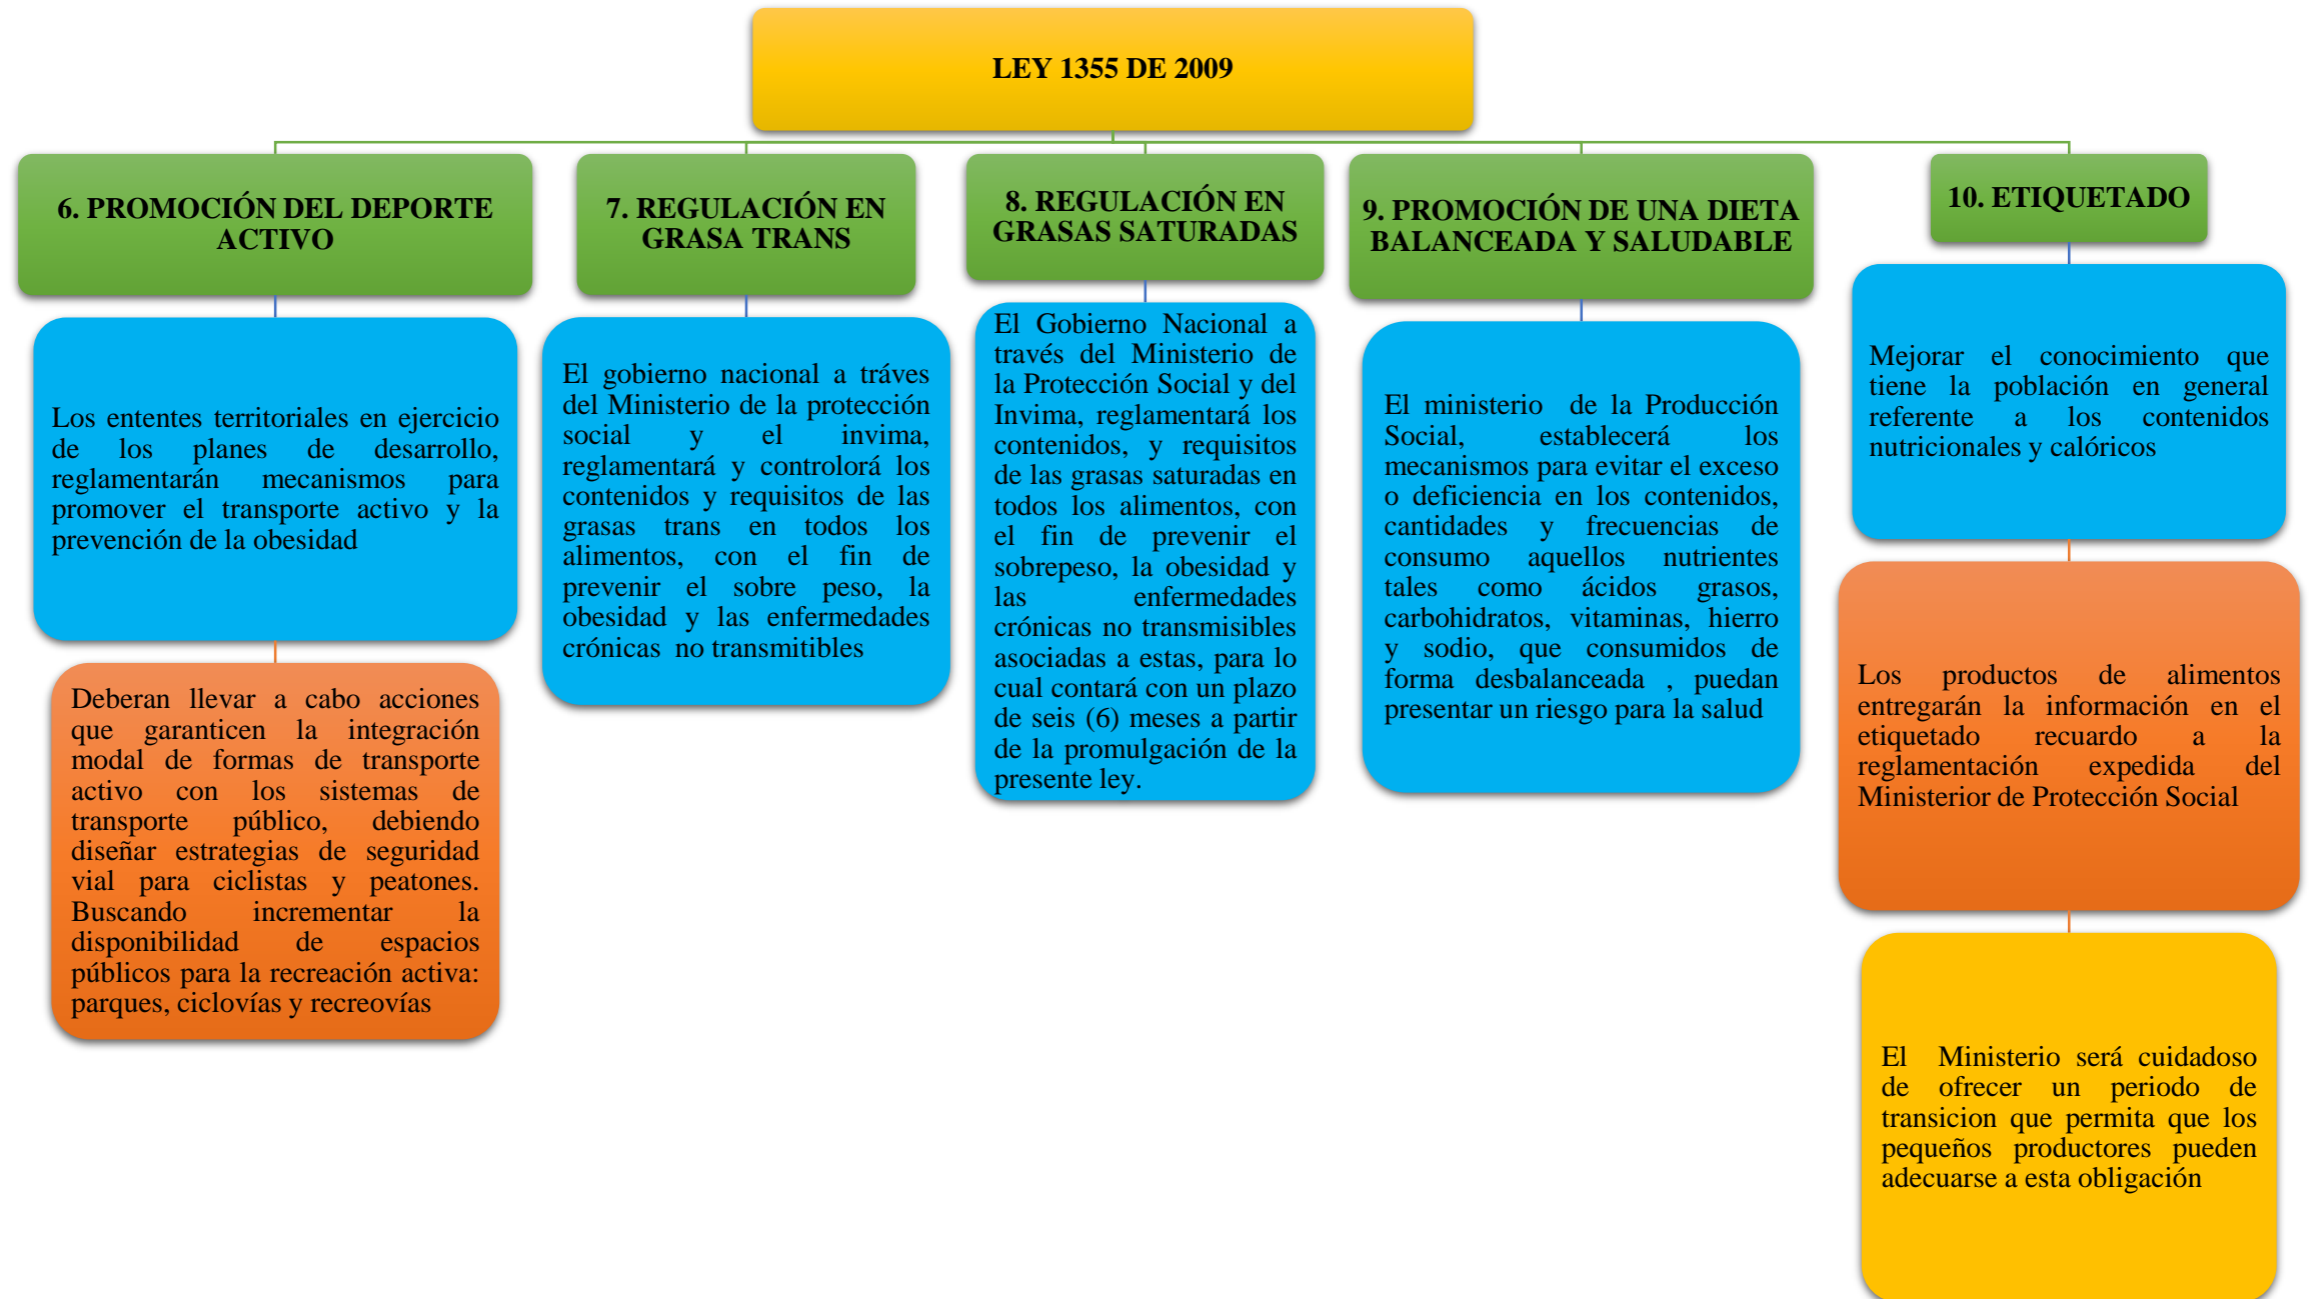 LEY 1355 DE 2009
6. PROMOCIÓN DEL DEPORTE
ACTIVO
Los ententes territoriales en ejercicio
de los planes de desarrollo,
reglamentarán mecanismos para
promover el transporte activo y la
prevención de la obesidad
Deberan llevar a cabo acciones
que garanticen la integración
modal de formas de transporte
activo con los sistemas de
transporte público, debiendo
diseñar estrategias de seguridad
vial para ciclistas y peatones.
Buscando incrementar la
disponibilidad de espacios
públicos para la recreación activa:
parques, ciclovías y recreovías
7. REGULACIÓN EN
GRASA TRANS
El gobierno nacional a tráves
del Ministerio de la protección
social y el invima,
reglamentará y controlorá los
contenidos y requisitos de las
grasas trans en todos los
alimentos, con el fin de
prevenir el sobre peso, la
obesidad y las enfermedades
crónicas no transmitibles
8. REGULACIÓN EN
GRASAS SATURADAS
El Gobierno Nacional a
través del Ministerio de
la Protección Social y del
Invima, reglamentará los
contenidos, y requisitos
de las grasas saturadas en
todos los alimentos, con
el fin de prevenir el
sobrepeso, la obesidad y
las enfermedades
crónicas no transmisibles
asociadas a estas, para lo
cual contará con un plazo
de seis (6) meses a partir
de la promulgación de la
presente ley.
9. PROMOCIÓN DE UNA DIETA
BALANCEADA Y SALUDABLE
El ministerio de la Producción
Social, establecerá los
mecanismos para evitar el exceso
o deficiencia en los contenidos,
cantidades y frecuencias de
consumo aquellos nutrientes
tales como ácidos grasos,
carbohidratos, vitaminas, hierro
y sodio, que consumidos de
forma desbalanceada , puedan
presentar un riesgo para la salud
10. ETIQUETADO
Mejorar el conocimiento que
tiene la población en general
referente a los contenidos
nutricionales y calóricos
Los productos de alimentos
entregarán la información en el
etiquetado recuardo a la
reglamentación expedida del
Ministerior de Protección Social
El Ministerio será cuidadoso
de ofrecer un periodo de
transicion que permita que los
pequeños productores pueden
adecuarse a esta obligación